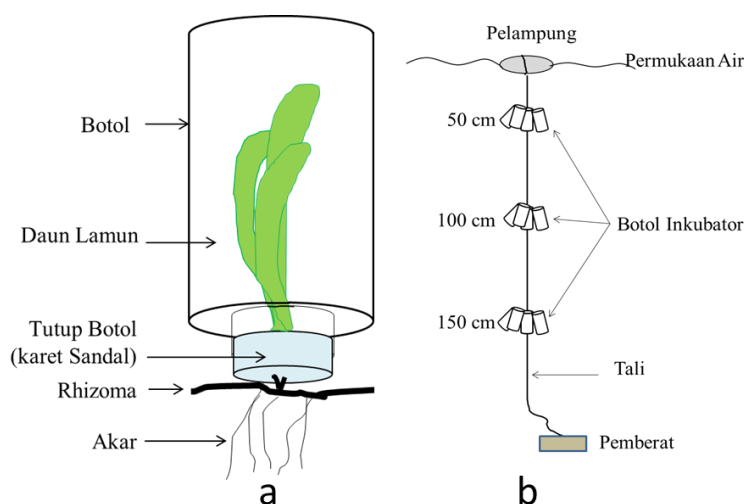 Botol
Daun Lamun
Tutup Botol
(karet Sandal)
Rhizoma
Akar
a
Pelampung
Permukaan Air
50 cm
100 cm
Botol Inkubator
150 cm
Tali
Pemberat
b